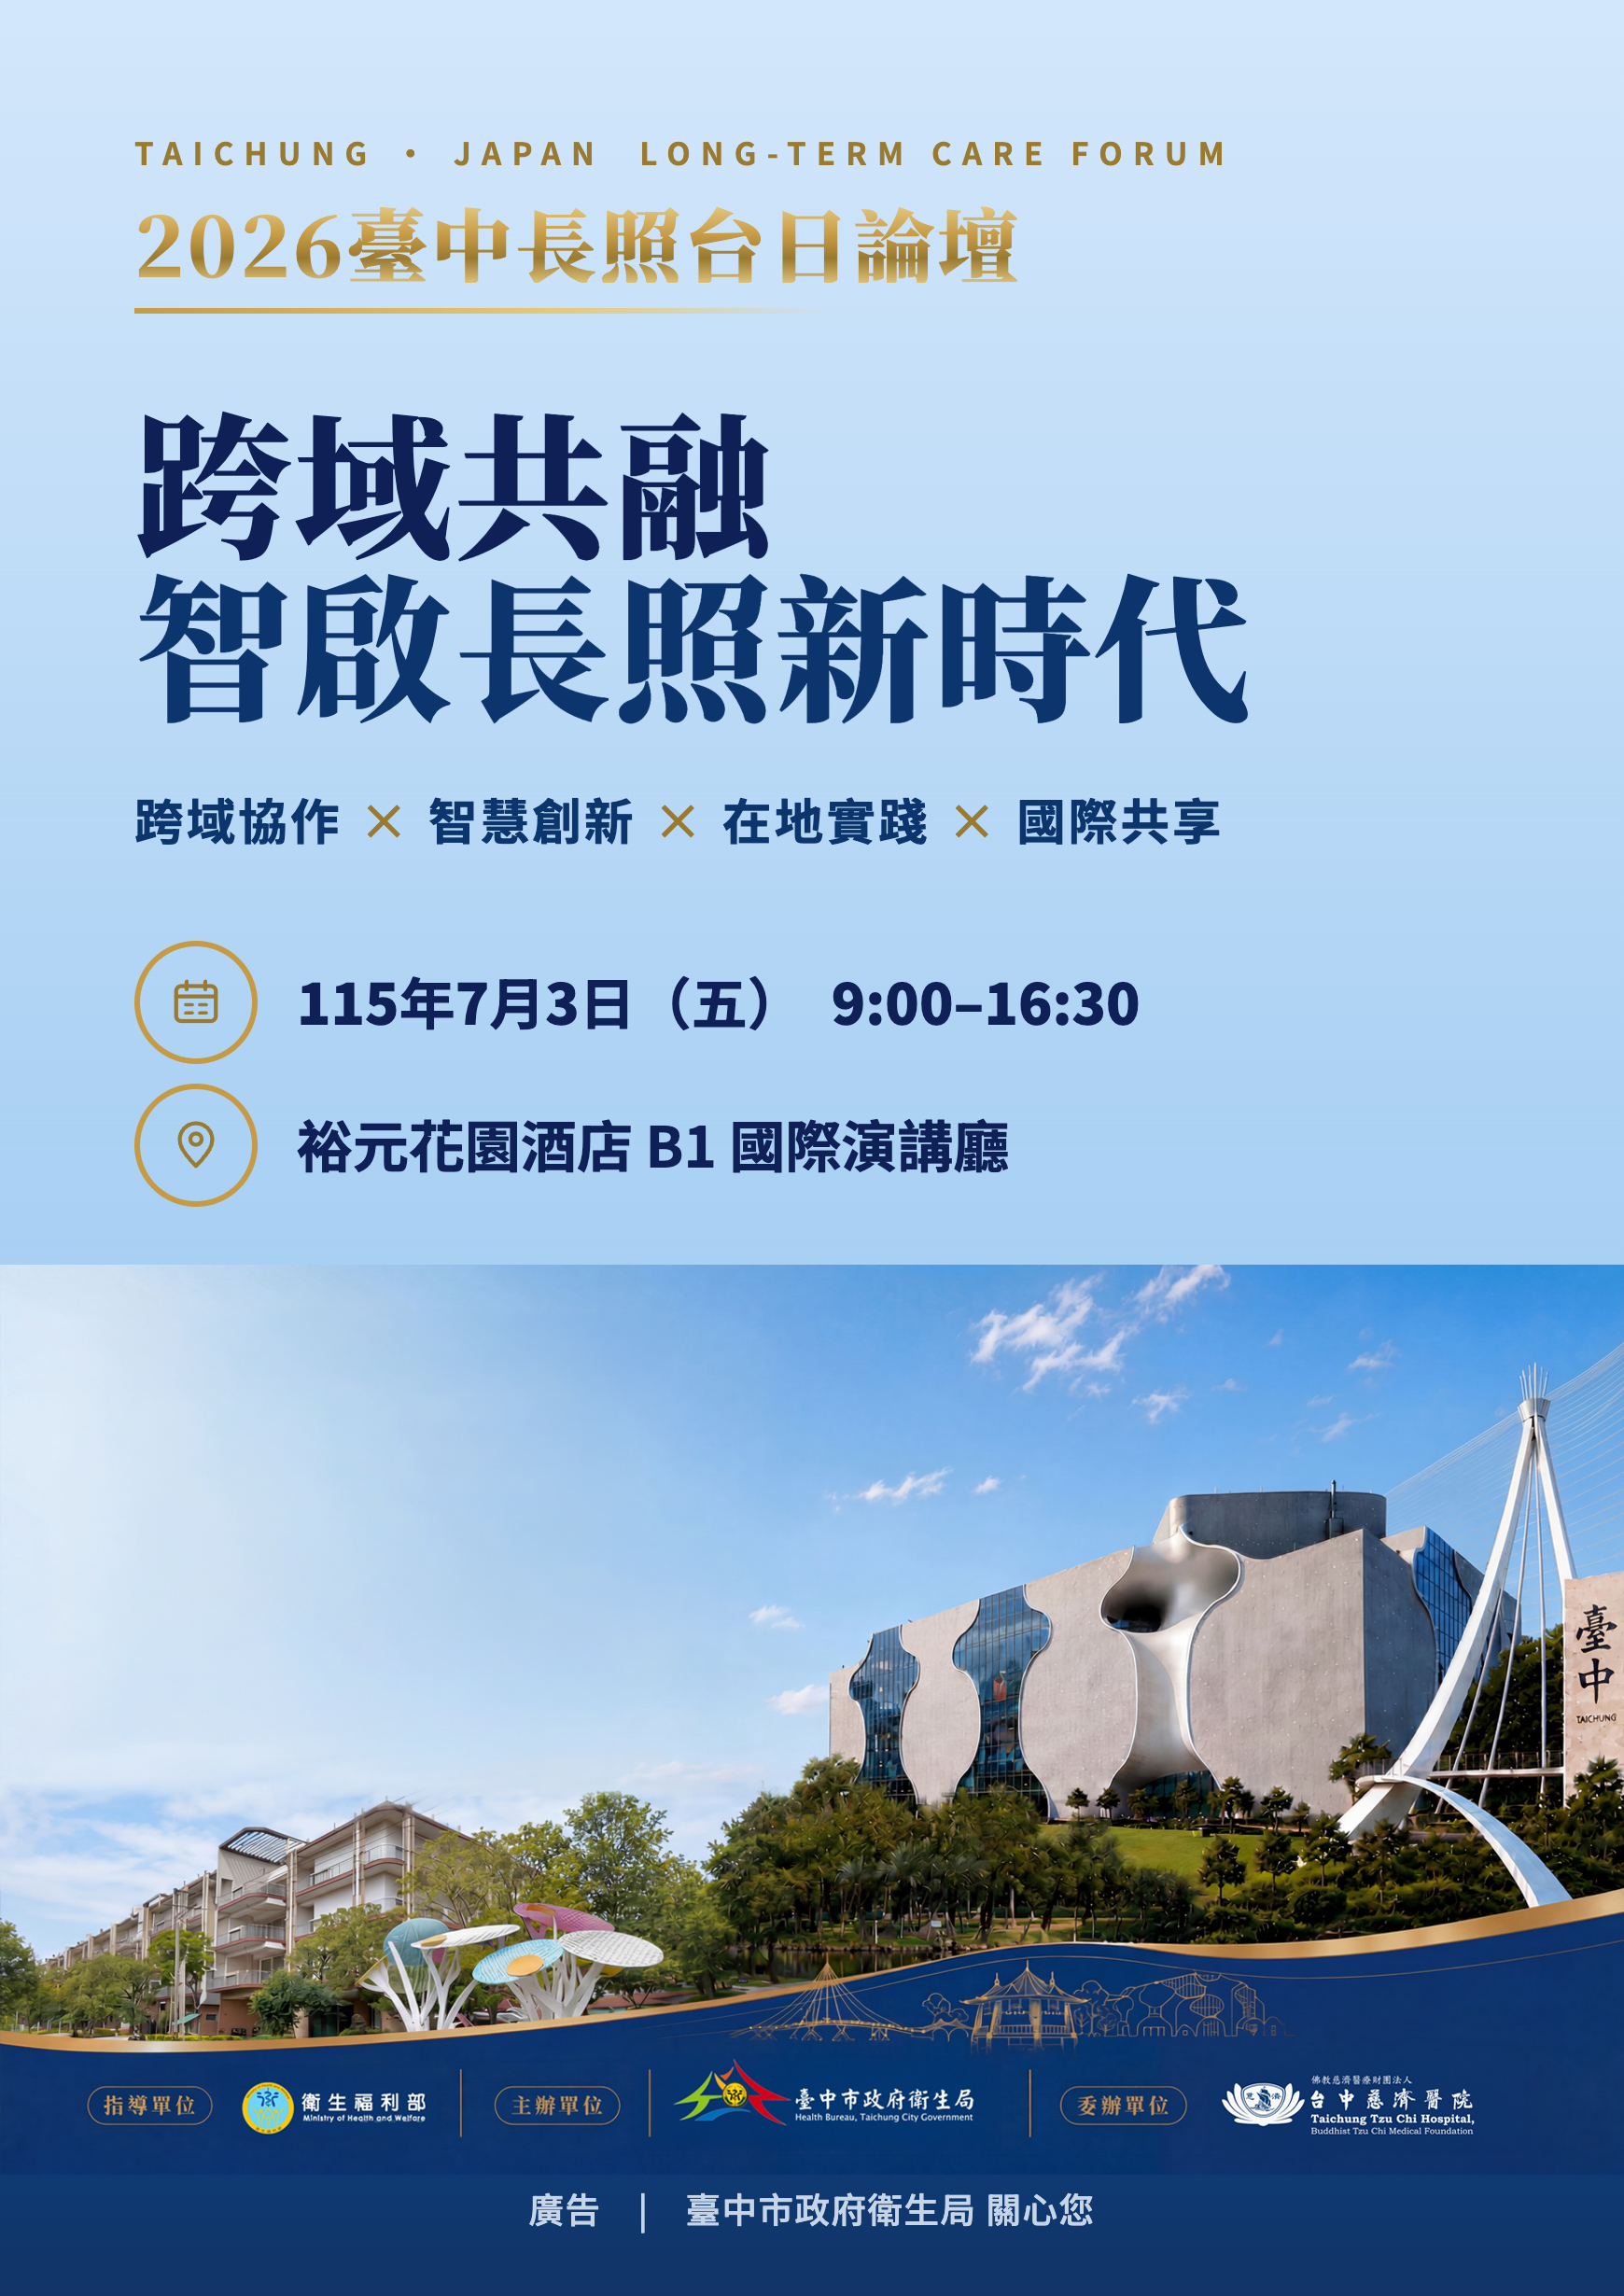 TAICHUNG • JAPAN LONG-TERM CARE FORUM
2026臺中長照台日論壇
跨域共融
智啟長照新時代
跨域協作 × 智慧創新 × 在地實踐 × 國際共享
115年7月3日（五） 9:00–16:30
裕元花園酒店 B1 國際演講廳
臺中
TAICHUNG
指導單位
衛生福利部
Ministry of Health and Welfare
主辦單位
臺中市政府衛生局
Health Bureau, Taichung City Government
委辦單位
佛教慈濟醫療財團法人
台中慈濟醫院
Taichung Tzu Chi Hospital,
Buddhist Tzu Chi Medical Foundation
廣告 | 臺中市政府衛生局 關心您